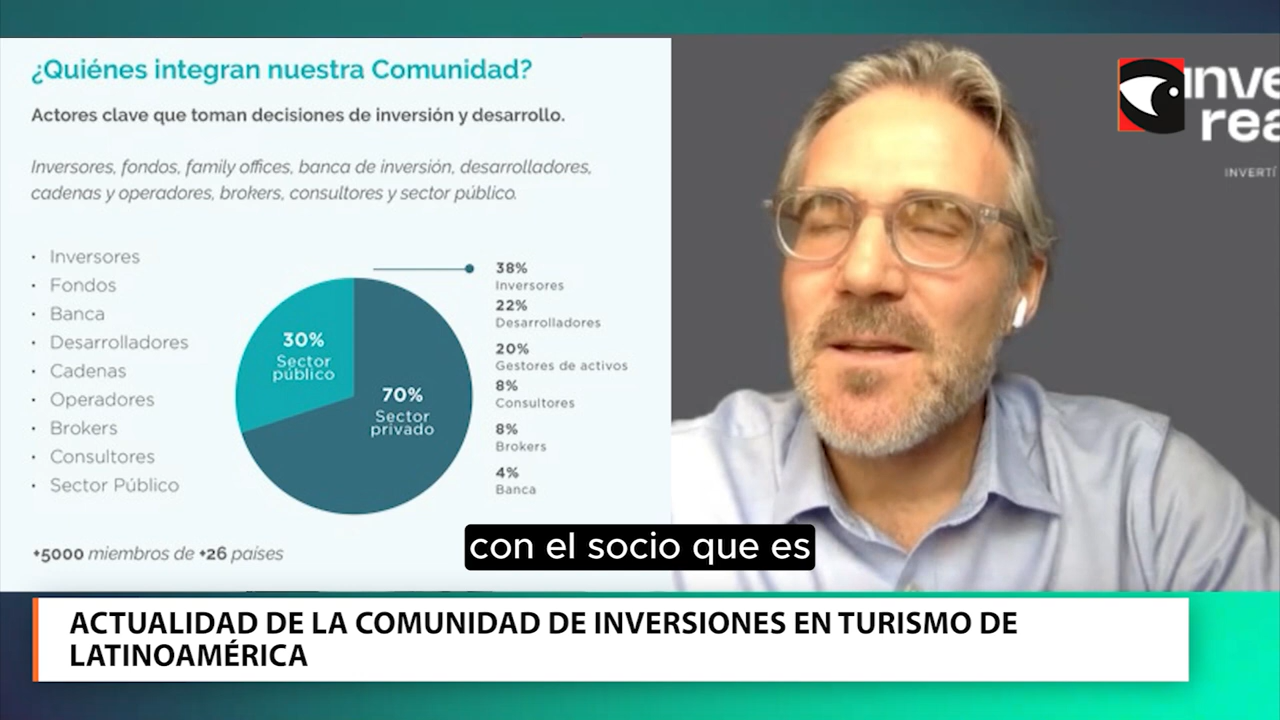 ¿Quiénes integran nuestra Comunidad?
Actores clave que toman decisiones de inversión y desarrollo.
Inversores, fondos, family offices, banca de inversión, desarrolladores,
cadenas y operadores, brokers, consultores y sector público.
• Inversores
• Fondos
• Banca
• Desarrolladores
• Cadenas
• Operadores
• Brokers
• Consultores
• Sector Público
30%
Sector
público
70%
Sector
privado
38%
Inversores
22%
Desarrolladores
20%
Gestores de activos
8%
Consultores
8%
Brokers
4%
Banca
+5000 miembros de +26 países
inve
rea
INVERTÍ
con el socio que es
ACTUALIDAD DE LA COMUNIDAD DE INVERSIONES EN TURISMO DE
LATINOAMÉRICA